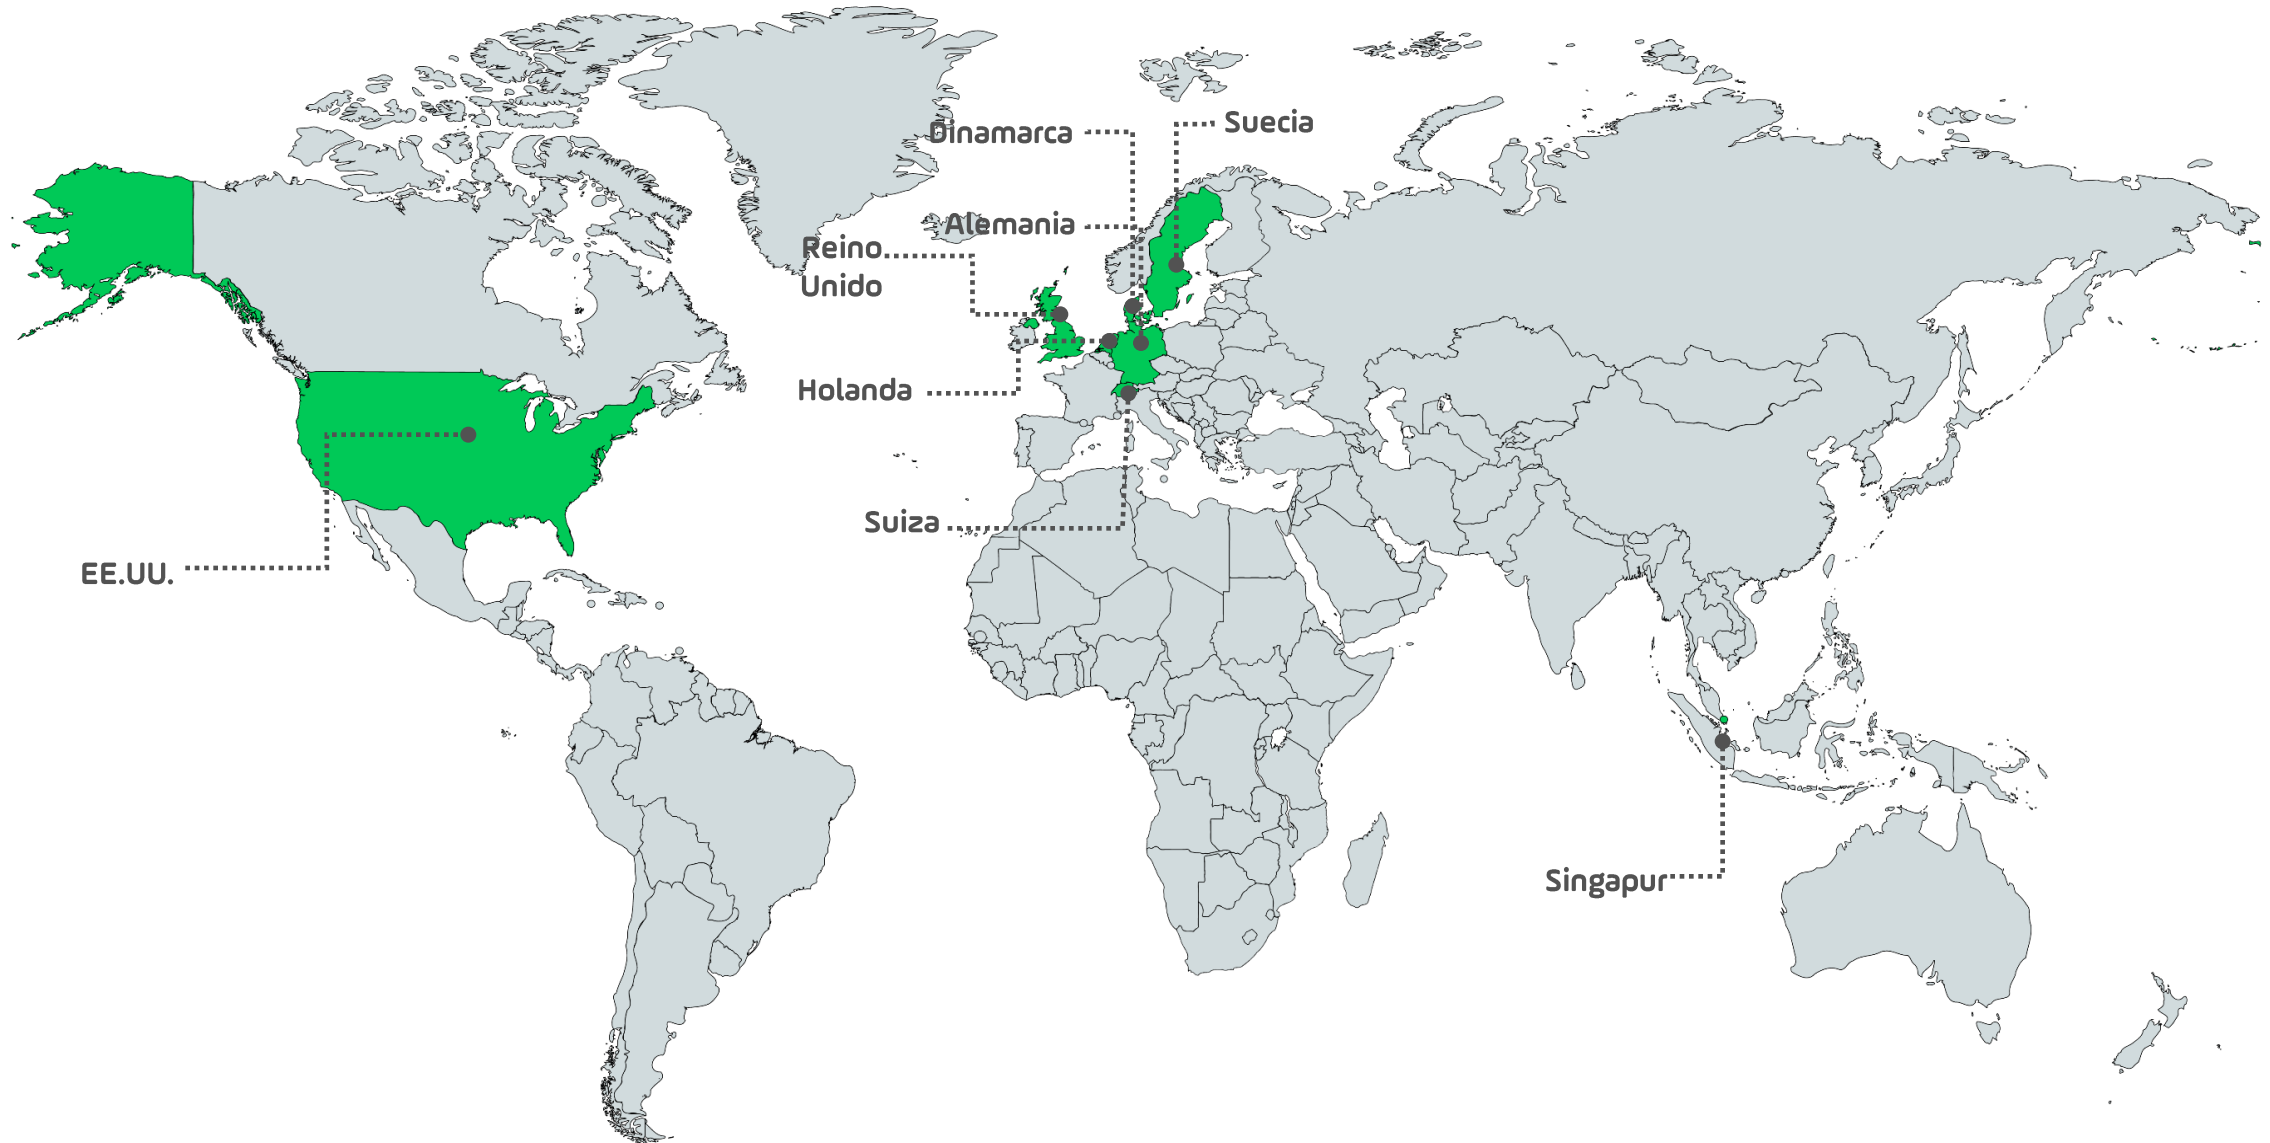 Dinamarca
Suecia
Alemania
Reino
Unido
Holanda
Suiza
EE.UU.
Singapur